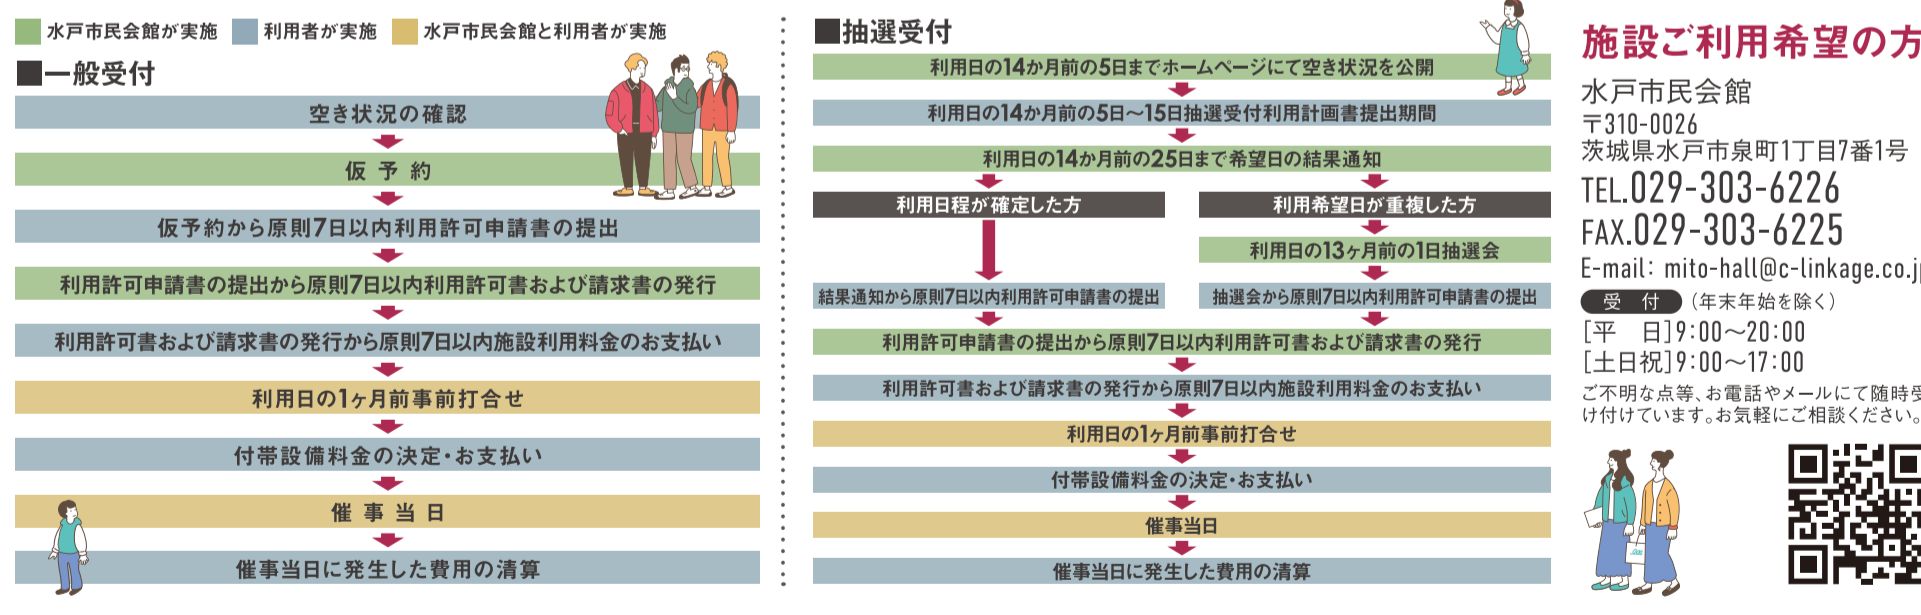 水戸市民会館が実施 利用者が実施 水戸市民会館と利用者が実施
■一般受付
空き状況の確認
仮予約
仮予約から原則7日以内利用許可申請書の提出
利用許可申請書の提出から原則7日以内利用許可書および請求書の発行
利用許可書および請求書の発行から原則7日以内施設利用料金のお支払い
利用日の1ヶ月前事前打合せ
付帯設備料金の決定・お支払い
催事当日
催事当日に発生した費用の清算
■抽選受付
利用日の14か月前の5日までホームページにて空き状況を公開
利用日の14か月前の5日～15日抽選受付利用計画書提出期間
利用日の14か月前の25日まで希望日の結果通知
利用日程が確定した方 利用希望日が重複した方
利用日の13ヶ月前の1日抽選会
結果通知から原則7日以内利用許可申請書の提出 抽選会から原則7日以内利用許可申請書の提出
利用許可申請書の提出から原則7日以内利用許可書および請求書の発行
利用許可書および請求書の発行から原則7日以内施設利用料金のお支払い
利用日の1ヶ月前事前打合せ
付帯設備料金の決定・お支払い
催事当日
催事当日に発生した費用の清算
施設ご利用希望の方
水戸市民会館
〒310-0026
茨城県水戸市泉町1丁目7番1号
TEL.029-303-6226
FAX.029-303-6225
E-mail: mito-hall@c-linkage.co.jp
受 付 (年末年始を除く)
[平 日]9:00～20:00
[土日祝]9:00～17:00
ご不明な点等、お電話やメールにて随時受
け付けています。お気軽にご相談ください。